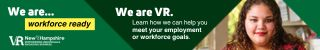 We are...
workforce ready
VR New Hampshire
We are VR.
Learn how we can help you
meet your employment
or workforce goals.